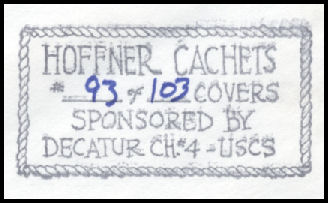 HOFFNER CACHETS
# 93 of 103 COVERS
SPONSORED BY
DECATUR CH.#4 - USCS